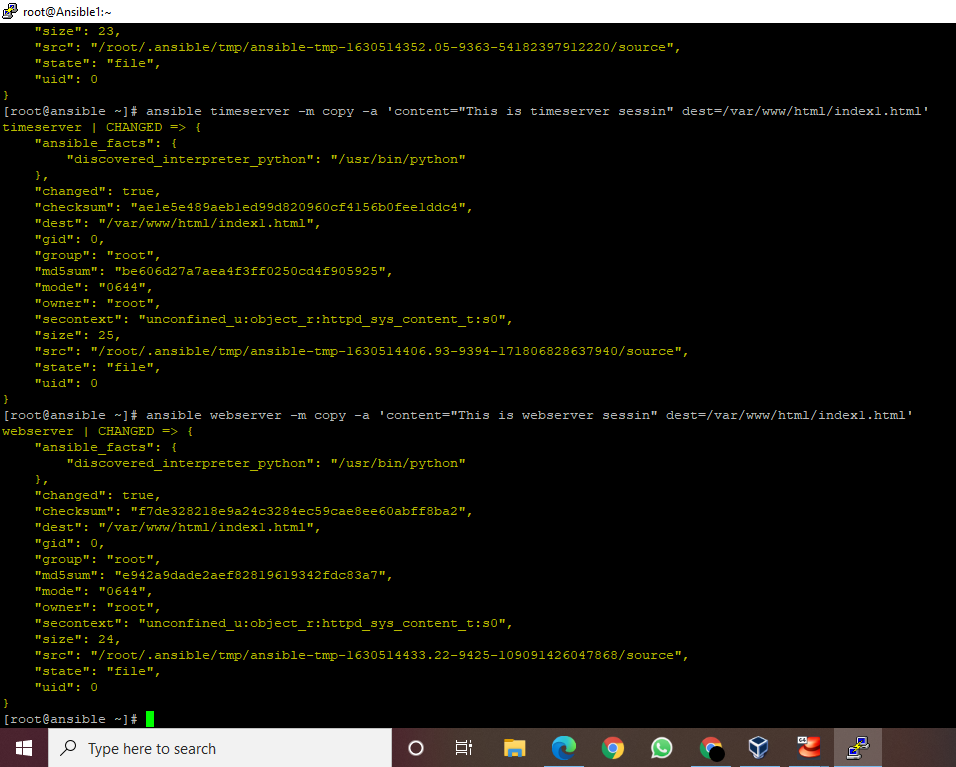 root@Ansible1:~
    "size": 23,
    "src": "/root/.ansible/tmp/ansible-tmp-1630514352.05-9363-54182397912220/source",
    "state": "file",
    "uid": 0
}
[root@ansible ~]# ansible timeserver -m copy -a 'content="This is timeserver sessin" dest=/var/www/html/index1.html'
timeserver | CHANGED => {
    "ansible_facts": {
        "discovered_interpreter_python": "/usr/bin/python"
    },
    "changed": true,
    "checksum": "ae1e5e489aeb1ed99d820960cf4156b0fee1ddc4",
    "dest": "/var/www/html/index1.html",
    "gid": 0,
    "group": "root",
    "md5sum": "be606d27a7aea4f3ff0250cd4f905925",
    "mode": "0644",
    "owner": "root",
    "secontext": "unconfined_u:object_r:httpd_sys_content_t:s0",
    "size": 25,
    "src": "/root/.ansible/tmp/ansible-tmp-1630514406.93-9394-171806828637940/source",
    "state": "file",
    "uid": 0
}
[root@ansible ~]# ansible webserver -m copy -a 'content="This is webserver sessin" dest=/var/www/html/index1.html'
webserver | CHANGED => {
    "ansible_facts": {
        "discovered_interpreter_python": "/usr/bin/python"
    },
    "changed": true,
    "checksum": "f7de328218e9a24c3284ec59cae8ee60abff8ba2",
    "dest": "/var/www/html/index1.html",
    "gid": 0,
    "group": "root",
    "md5sum": "e942a9dade2aef82819619342fdc83a7",
    "mode": "0644",
    "owner": "root",
    "secontext": "unconfined_u:object_r:httpd_sys_content_t:s0",
    "size": 24,
    "src": "/root/.ansible/tmp/ansible-tmp-1630514433.22-9425-109091426047868/source",
    "state": "file",
    "uid": 0
}
[root@ansible ~]#
Type here to search
64